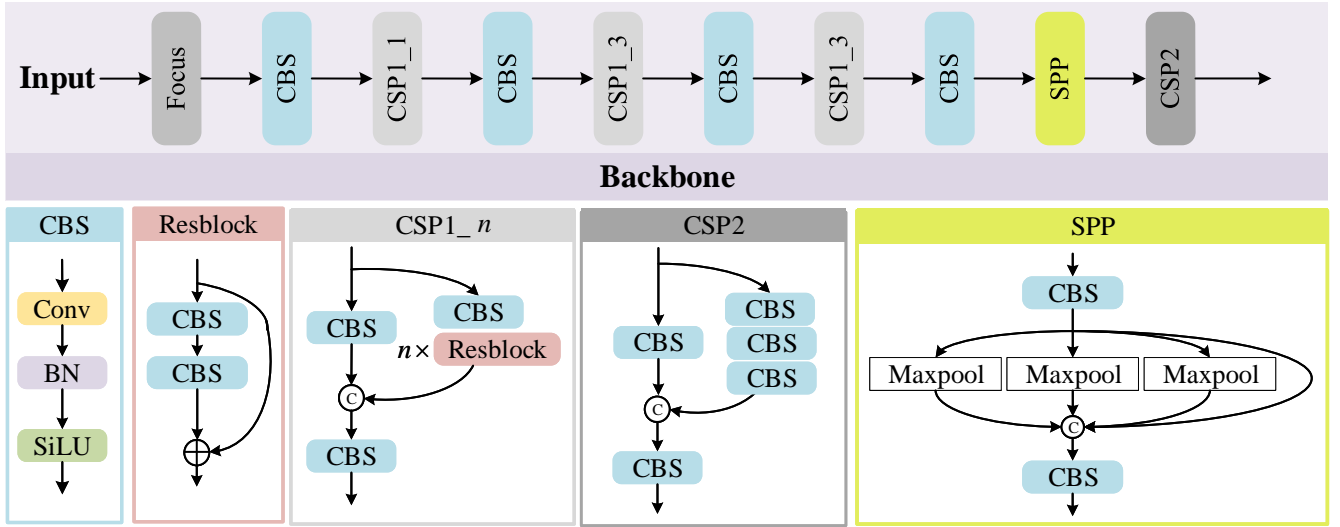 Input
Focus
CBS
CSP1_1
CBS
CSP1_3
CBS
CSP1_3
CBS
SPP
CSP2
Backbone
CBS
Conv
BN
SiLU
Resblock
CBS
CBS
CSP1_ n
CBS
CBS
n× Resblock
C
CBS
CSP2
CBS
CBS
CBS
CBS
C
CBS
SPP
CBS
Maxpool Maxpool Maxpool
C
CBS